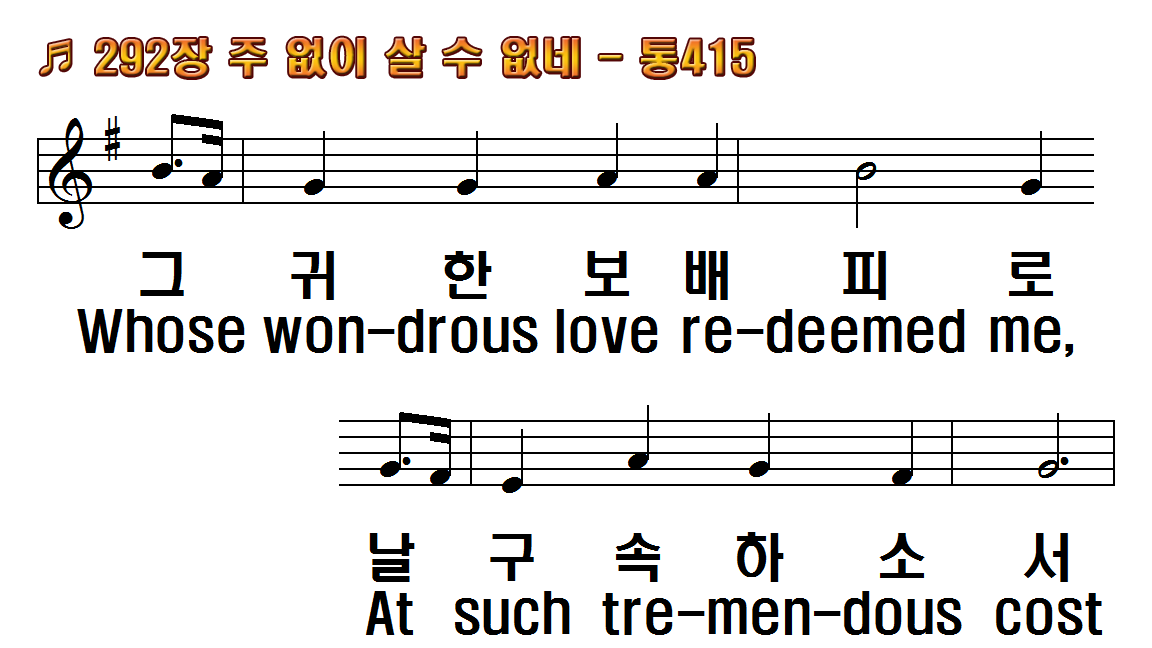 ♬ 292장 주 없이 살 수 없네 - 통415
그 귀 한 보 배 피 로
Whose won-drous love re-deemed me,
날 구 속 하 소 서
At such tre-men-dous cost